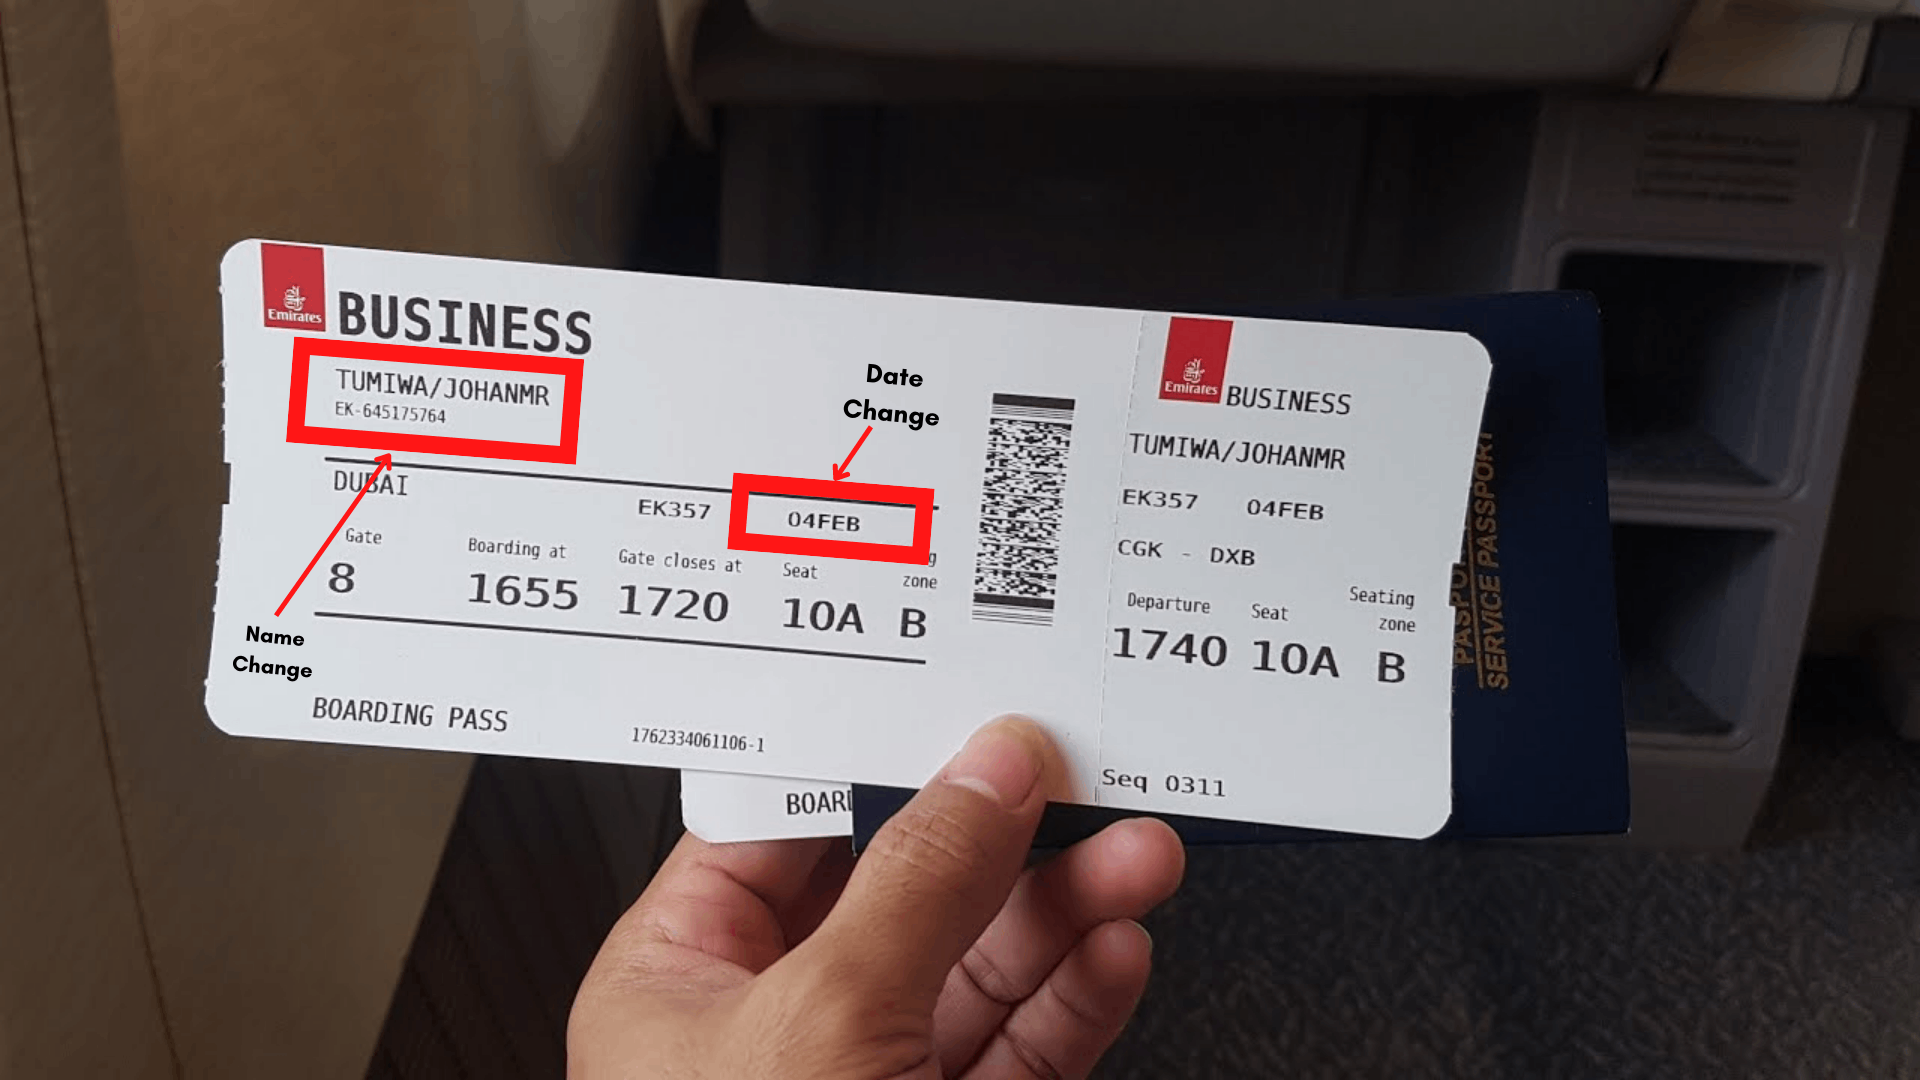 Emirates
BUSINESS
TUMIWA/JOHANMR
EK-645175764
DUBAI
EK357
04FEB
Gate
Boarding at
Gate closes at
Seat
g
zone
8
1655
1720
10A
B
BOARDING PASS
1762334061106-1
Date
Change
Name
Change
Emirates
BUSINESS
TUMIWA/JOHANMR
EK357 04FEB
CGK - DXB
Departure
Seat
Seating
zone
1740
10A
B
Seq 0311
BOARD
SERVICE PASSPORT